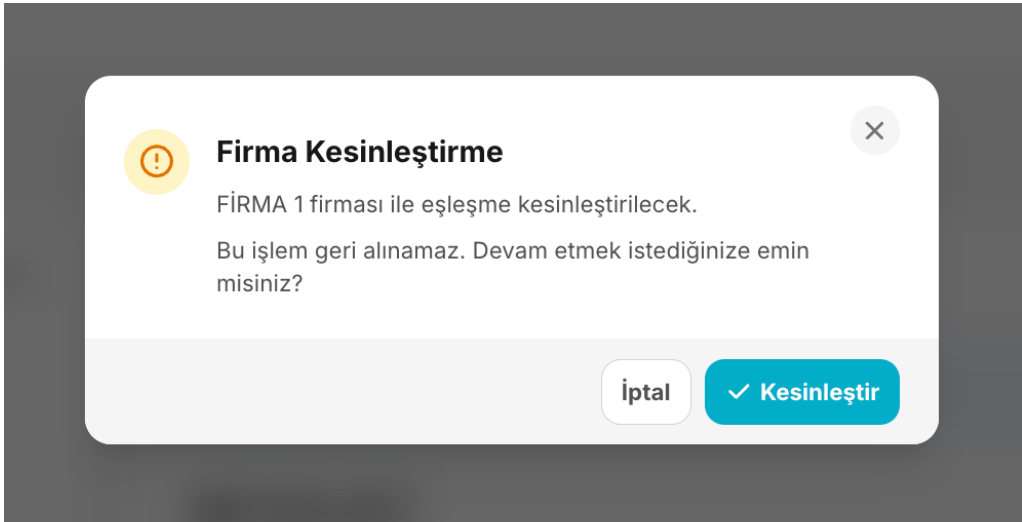 Firma Kesinleştirme
FİRMA 1 firması ile eşleşme kesinleştirilecek.
Bu işlem geri alınamaz. Devam etmek istediğinize emin
misiniz?
İptal
Kesinleştir